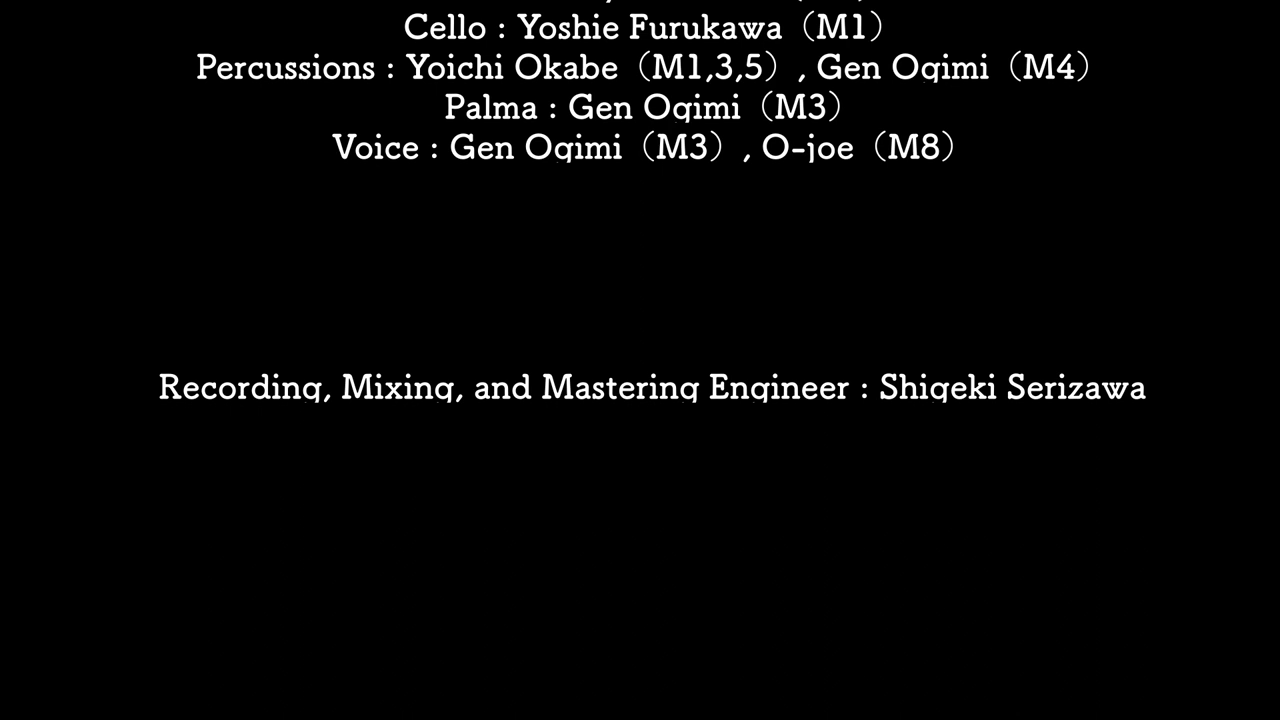 Cello : Yoshie Furukawa（M1）
Percussions : Yoichi Okabe（M1,3,5）, Gen Ogimi（M4）
Palma : Gen Ogimi（M3）
Voice : Gen Ogimi（M3）, O-joe（M8）
Recording, Mixing, and Mastering Engineer : Shigeki Serizawa